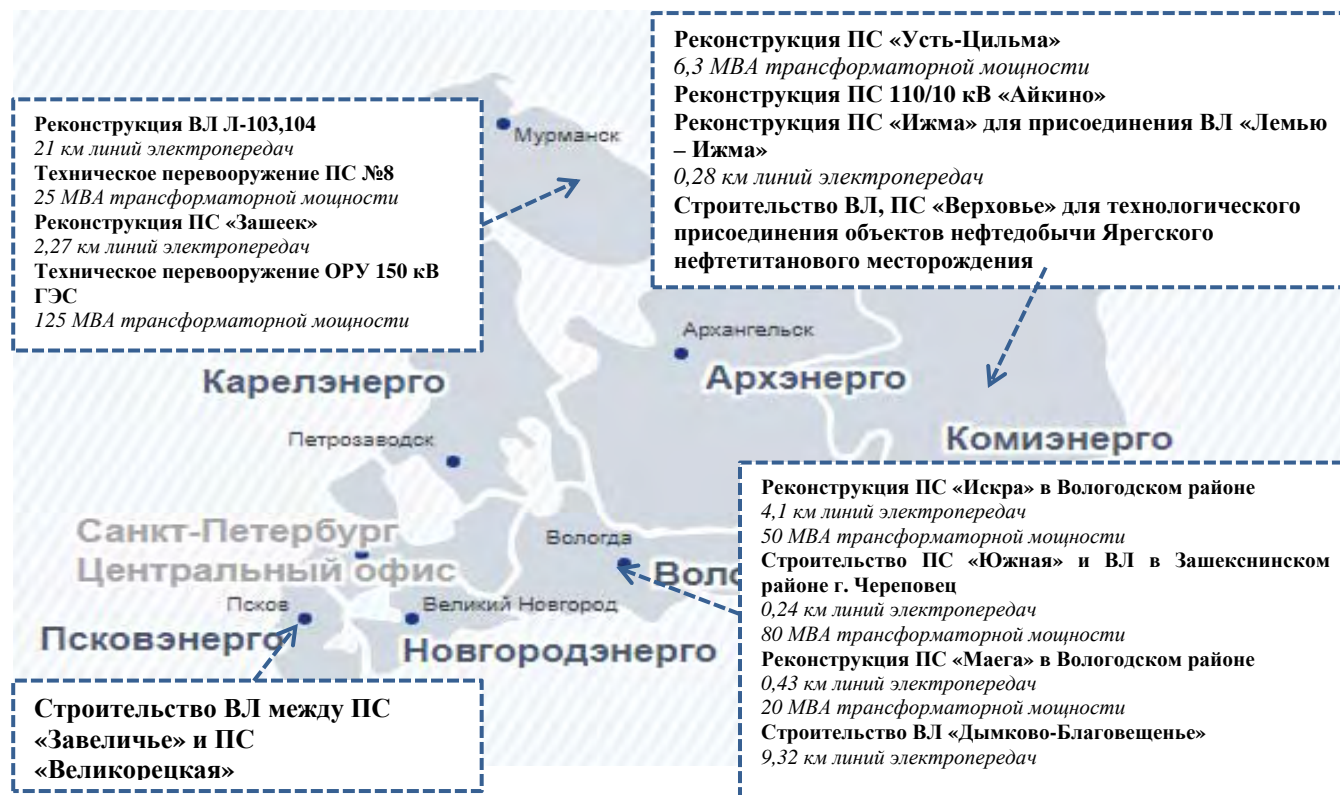 Реконструкция ВЛ Л-103,104
21 км линий электропередач
Техническое перевооружение ПС №8
25 МВА трансформаторной мощности
Реконструкция ПС «Зашеек»
2,27 км линий электропередач
Техническое перевооружение ОРУ 150 кВ
ГЭС
125 МВА трансформаторной мощности
Реконструкция ПС «Усть-Цильма»
6,3 МВА трансформаторной мощности
Реконструкция ПС 110/10 кВ «Айкино»
Реконструкция ПС «Ижма» для присоединения ВЛ «Лемью
– Ижма»
0,28 км линий электропередач
Строительство ВЛ, ПС «Верховье» для технологического
присоединения объектов нефтедобычи Ярегского
нефтетитанового месторождения
Мурманск
Архангельск
Карелэнерго
Архэнерго
Петрозаводск
Комиэнерго
Санкт-Петербург
Центральный офис
Вологда
Воло
Псков
Великий Новгород
Псковэнерго
Новгородэнерго
Реконструкция ПС «Искра» в Вологодском районе
4,1 км линий электропередач
50 МВА трансформаторной мощности
Строительство ПС «Южная» и ВЛ в Зашекснинском
районе г. Череповец
0,24 км линий электропередач
80 МВА трансформаторной мощности
Реконструкция ПС «Маега» в Вологодском районе
0,43 км линий электропередач
20 МВА трансформаторной мощности
Строительство ВЛ «Дымково-Благовещенье»
9,32 км линий электропередач
Строительство ВЛ между ПС
«Завеличье» и ПС
«Великорецкая»